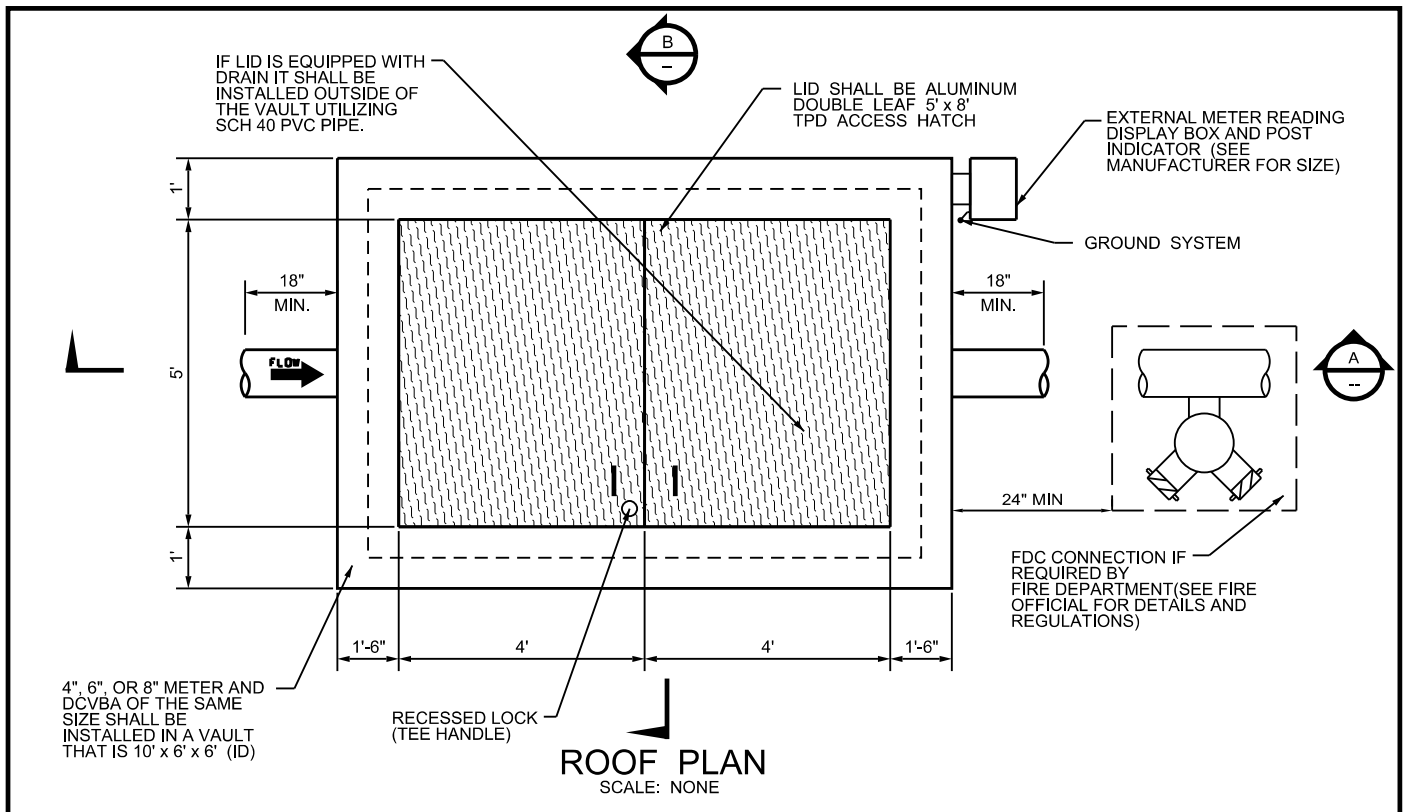 B
–
IF LID IS EQUIPPED WITH
DRAIN IT SHALL BE
INSTALLED OUTSIDE OF
THE VAULT UTILIZING
SCH 40 PVC PIPE.
LID SHALL BE ALUMINUM
DOUBLE LEAF 5' x 8'
TPD ACCESS HATCH
EXTERNAL METER READING
DISPLAY BOX AND POST
INDICATOR (SEE
MANUFACTURER FOR SIZE)
1'
GROUND SYSTEM
18"
MIN.
18"
MIN.
FLOW
5'
A
--
24" MIN
1'
FDC CONNECTION IF
REQUIRED BY
FIRE DEPARTMENT(SEE FIRE
OFFICIAL FOR DETAILS AND
REGULATIONS)
1'-6"
4'
4'
1'-6"
4", 6", OR 8" METER AND
DCVBA OF THE SAME
SIZE SHALL BE
INSTALLED IN A VAULT
THAT IS 10' x 6' x 6' (ID)
RECESSED LOCK
(TEE HANDLE)
ROOF PLAN
SCALE: NONE